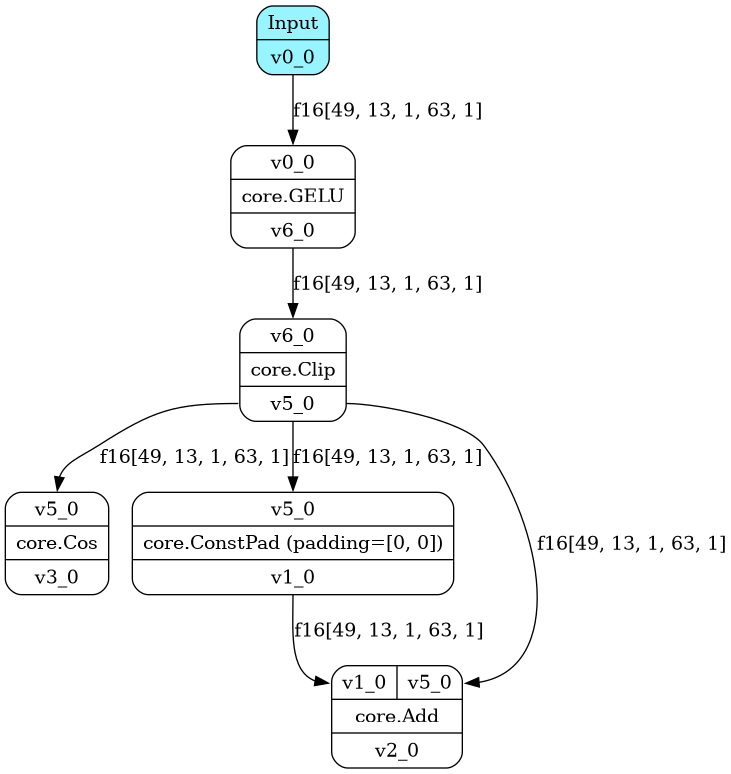 Input
v0_0
f16[49, 13, 1, 63, 1]
v0_0
core.GELU
v6_0
f16[49, 13, 1, 63, 1]
v6_0
core.Clip
v5_0
f16[49, 13, 1, 63, 1]
f16[49, 13, 1, 63, 1]
v5_0
core.Cos
v3_0
v5_0
core.ConstPad (padding=[0, 0])
v1_0
f16[49, 13, 1, 63, 1]
f16[49, 13, 1, 63, 1]
v1_0
v5_0
core.Add
v2_0